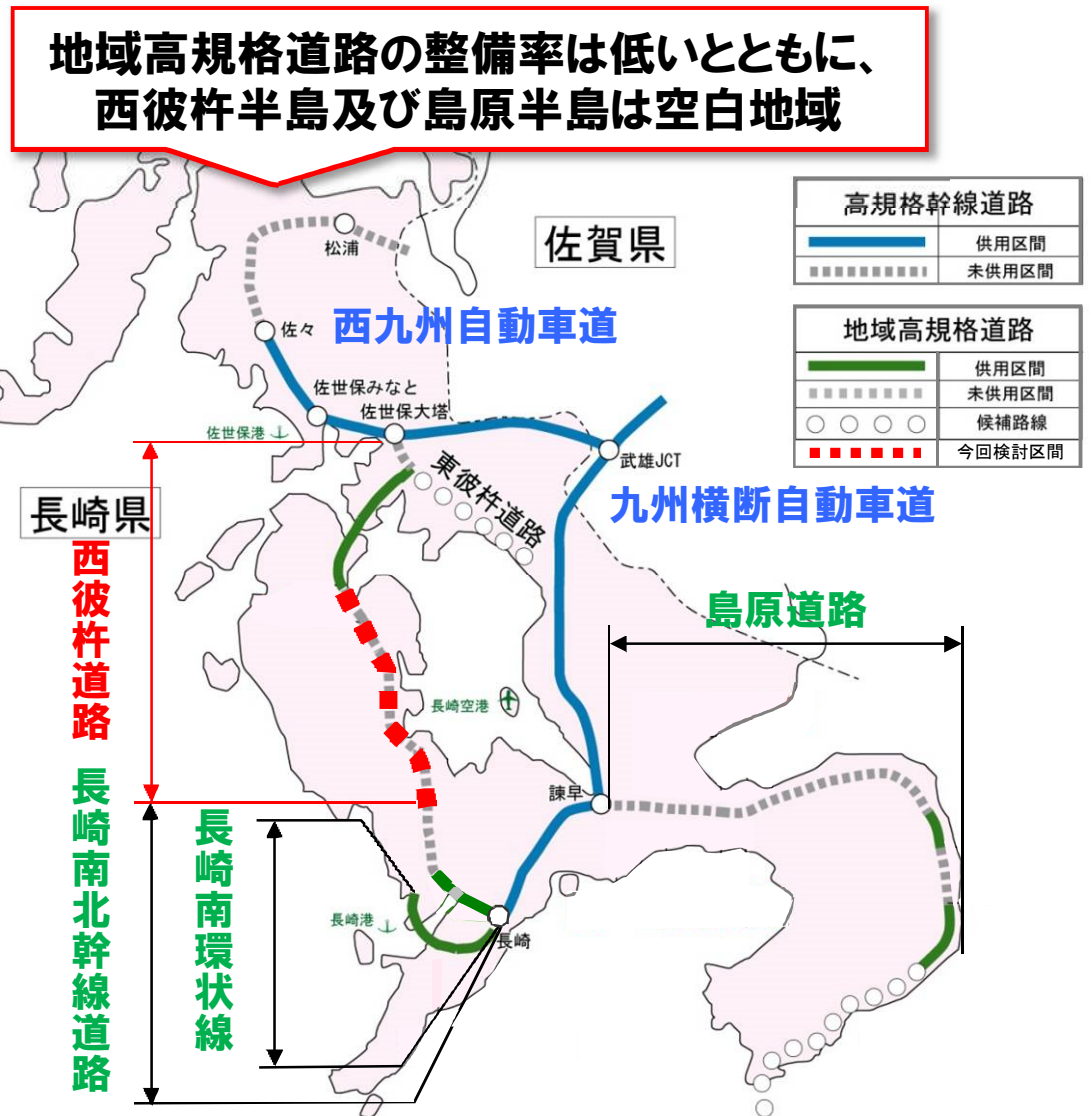 地域高規格道路の整備率は低いとともに、
西彼杵半島及び島原半島は空白地域
高規格幹線道路
供用区間
未供用区間
地域高規格道路
供用区間
未供用区間
候補路線
今回検討区間
佐賀県
松浦
佐々
西九州自動車道
佐世保みなと
佐世保大塔
佐世保港
武雄JCT
東彼杵道路
九州横断自動車道
長崎県
西彼杵道路
島原道路
長崎空港
諫早
長崎南北幹線道路
長崎南環状線
長崎港
長崎